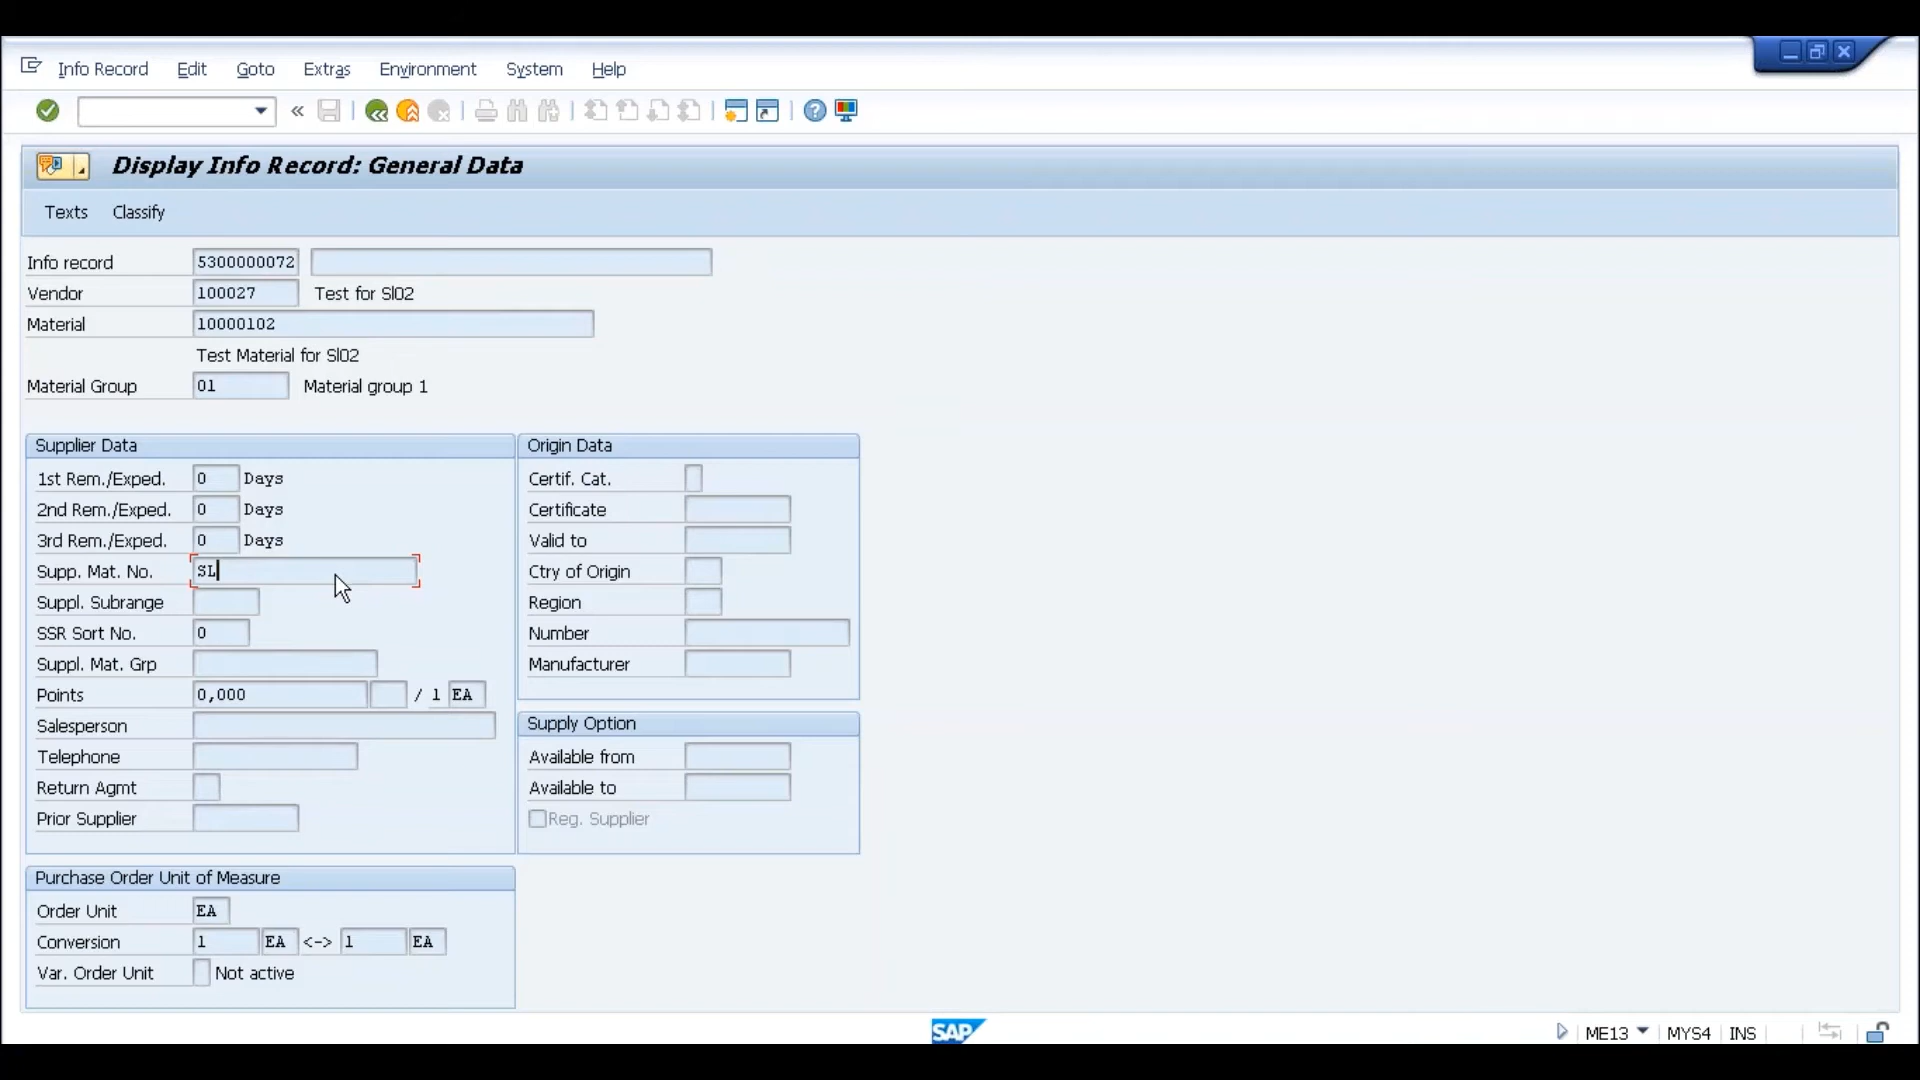 Info Record Edit Goto Extras Environment System Help
Display Info Record: General Data
Texts Classify
Info record 5300000072
Vendor 100027 Test for Sl02
Material 10000102
Test Material for Sl02
Material Group 01 Material group 1
Supplier Data
1st Rem./Exped. 0 Days
2nd Rem./Exped. 0 Days
3rd Rem./Exped. 0 Days
Supp. Mat. No. SL
Suppl. Subrange
SSR Sort No. 0
Suppl. Mat. Grp
Points 0,000 / 1 EA
Salesperson
Telephone
Return Agmt
Prior Supplier
Origin Data
Certif. Cat.
Certificate
Valid to
Ctry of Origin
Region
Number
Manufacturer
Supply Option
Available from
Available to
Reg. Supplier
Purchase Order Unit of Measure
Order Unit EA
Conversion 1 EA <-> 1 EA
Var. Order Unit Not active
SAP
ME13 MYS4 INS